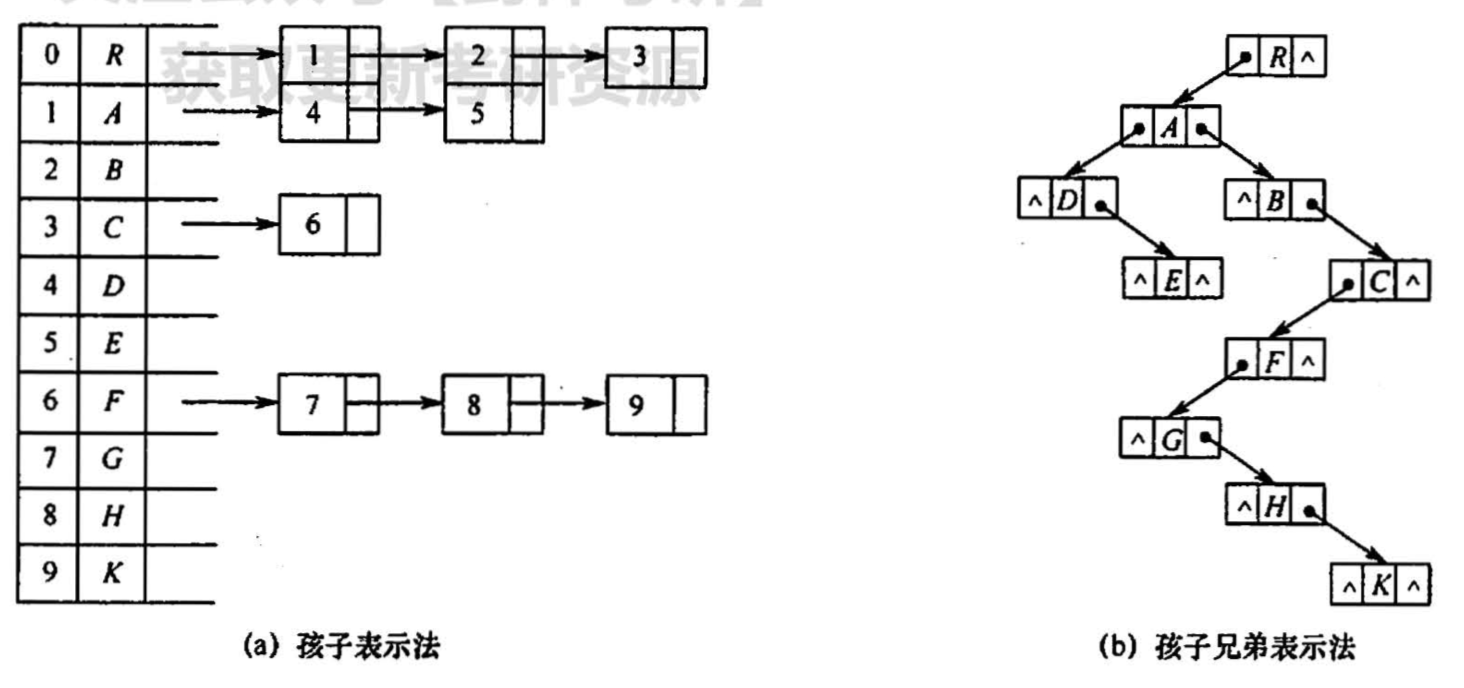 获取更新考研资源
0 R 1 2 3
1 A 4 5
2 B
3 C 6
4 D
5 E
6 F 7 8 9
7 G
8 H
9 K
(a) 孩子表示法
R ^
A
^ D
^ B
^ E ^
C ^
F ^
^ G
^ H
^ K ^
(b) 孩子兄弟表示法